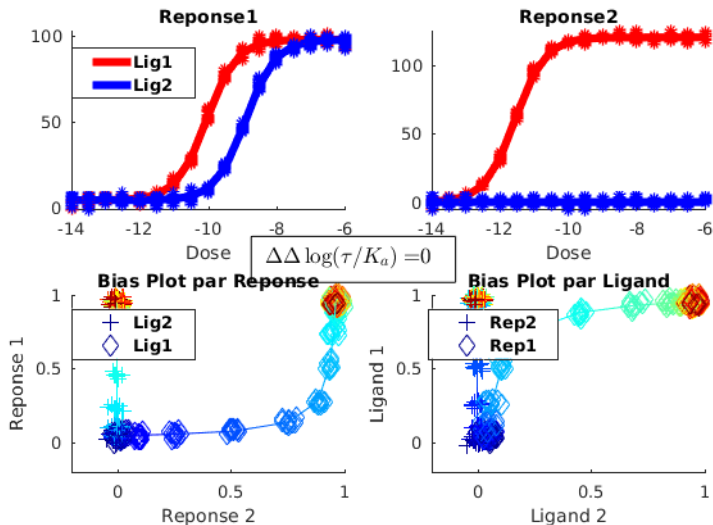 Reponse1
Reponse2
100
50
0
Lig1
Lig2
100
50
0
-14
-12
-10
-8
-6
-14
-12
-10
-8
-6
Dose
Dose
ΔΔ log(τ/K_a) =0
Bias Plot par Reponse
Bias Plot par Ligand
1
0.5
0
Reponse 1
Lig2
Lig1
1
0.5
0
Ligand 1
Rep2
Rep1
0
0.5
1
0
0.5
1
Reponse 2
Ligand 2